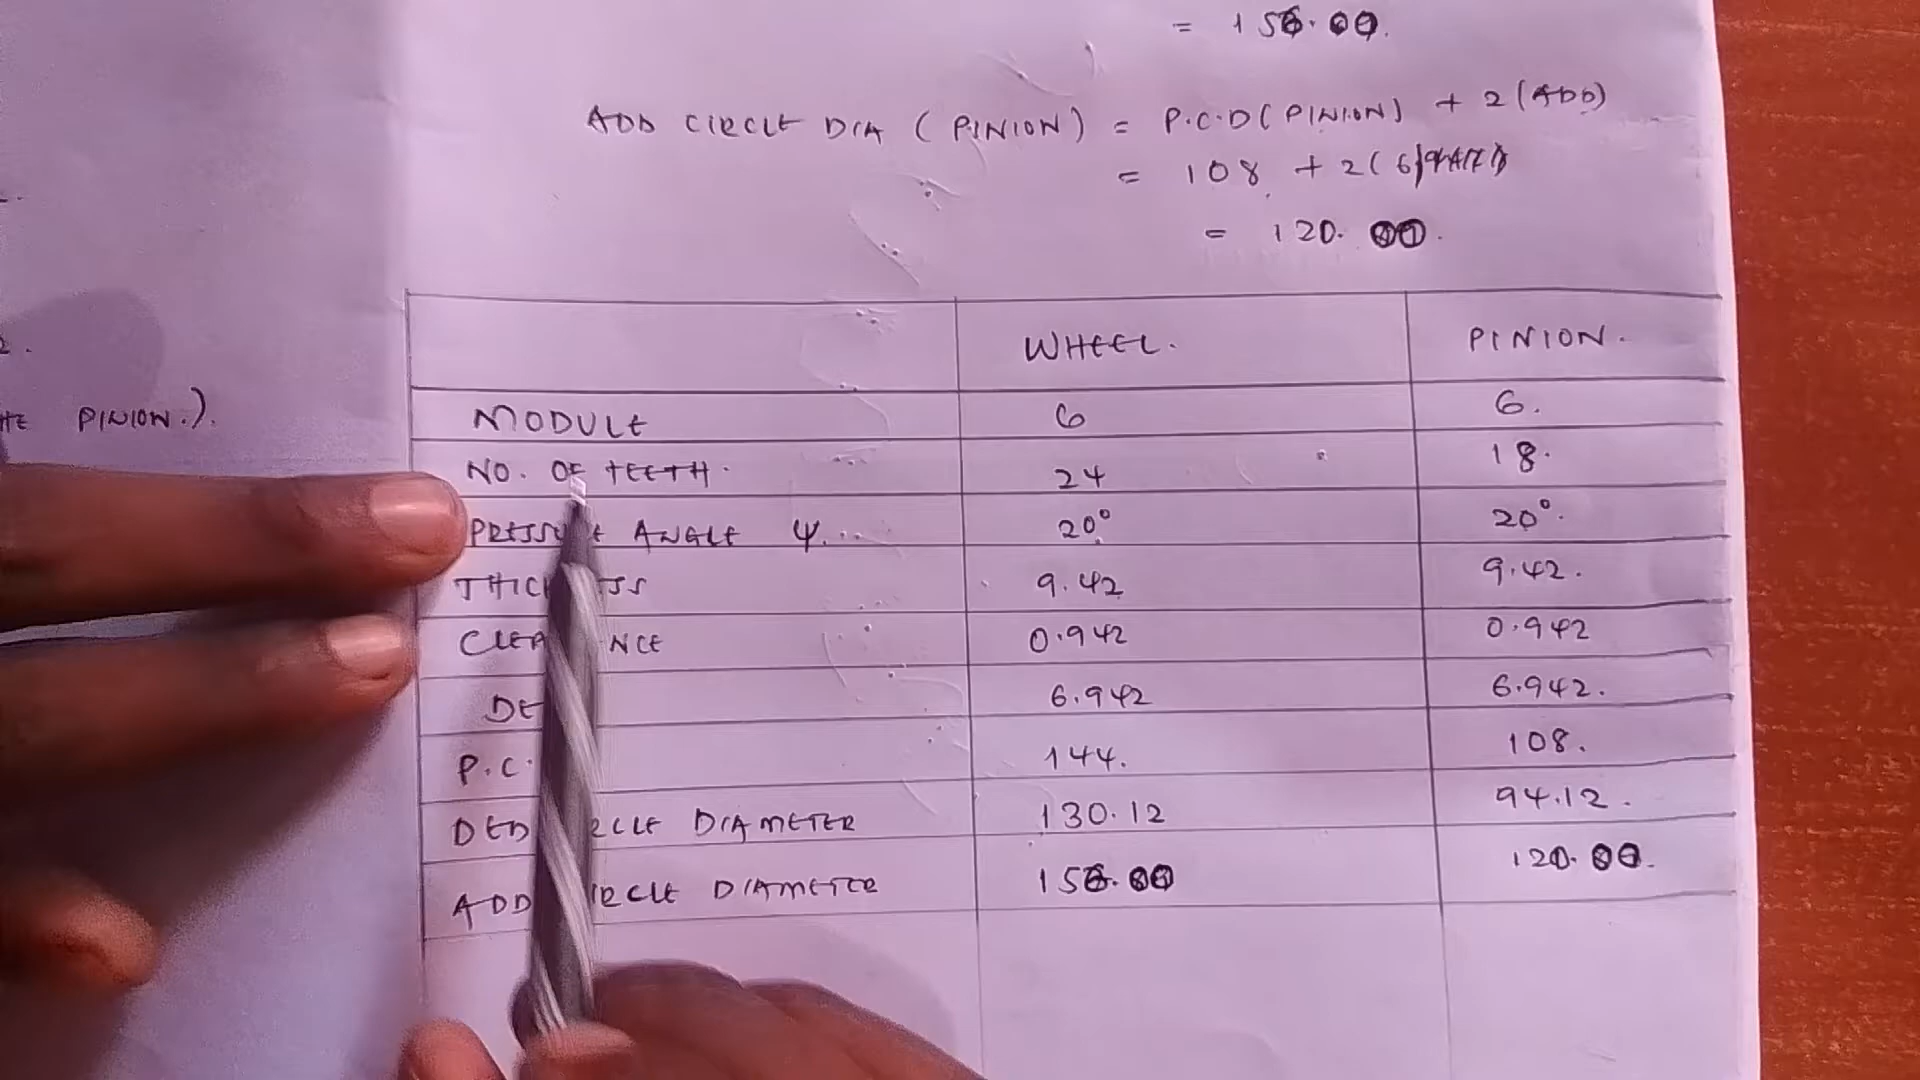 = 156.00.
ADD CIRCLE DIA (PINION) = P.C.D(PINION) + 2(ADD)
= 108 + 2(6)
= 120.00.
PINION.).
WHEEL. PINION.
MODULE 6 6.
NO. OF TEETH. 24 18.
ANGLE ψ... 20° 20°.
9.42 9.42.
0.942 0.942
6.942 6.942.
P.C. 144. 108.
DIAMETER 130.12 94.12.
ADD DIAMETER 156.00 120.00.